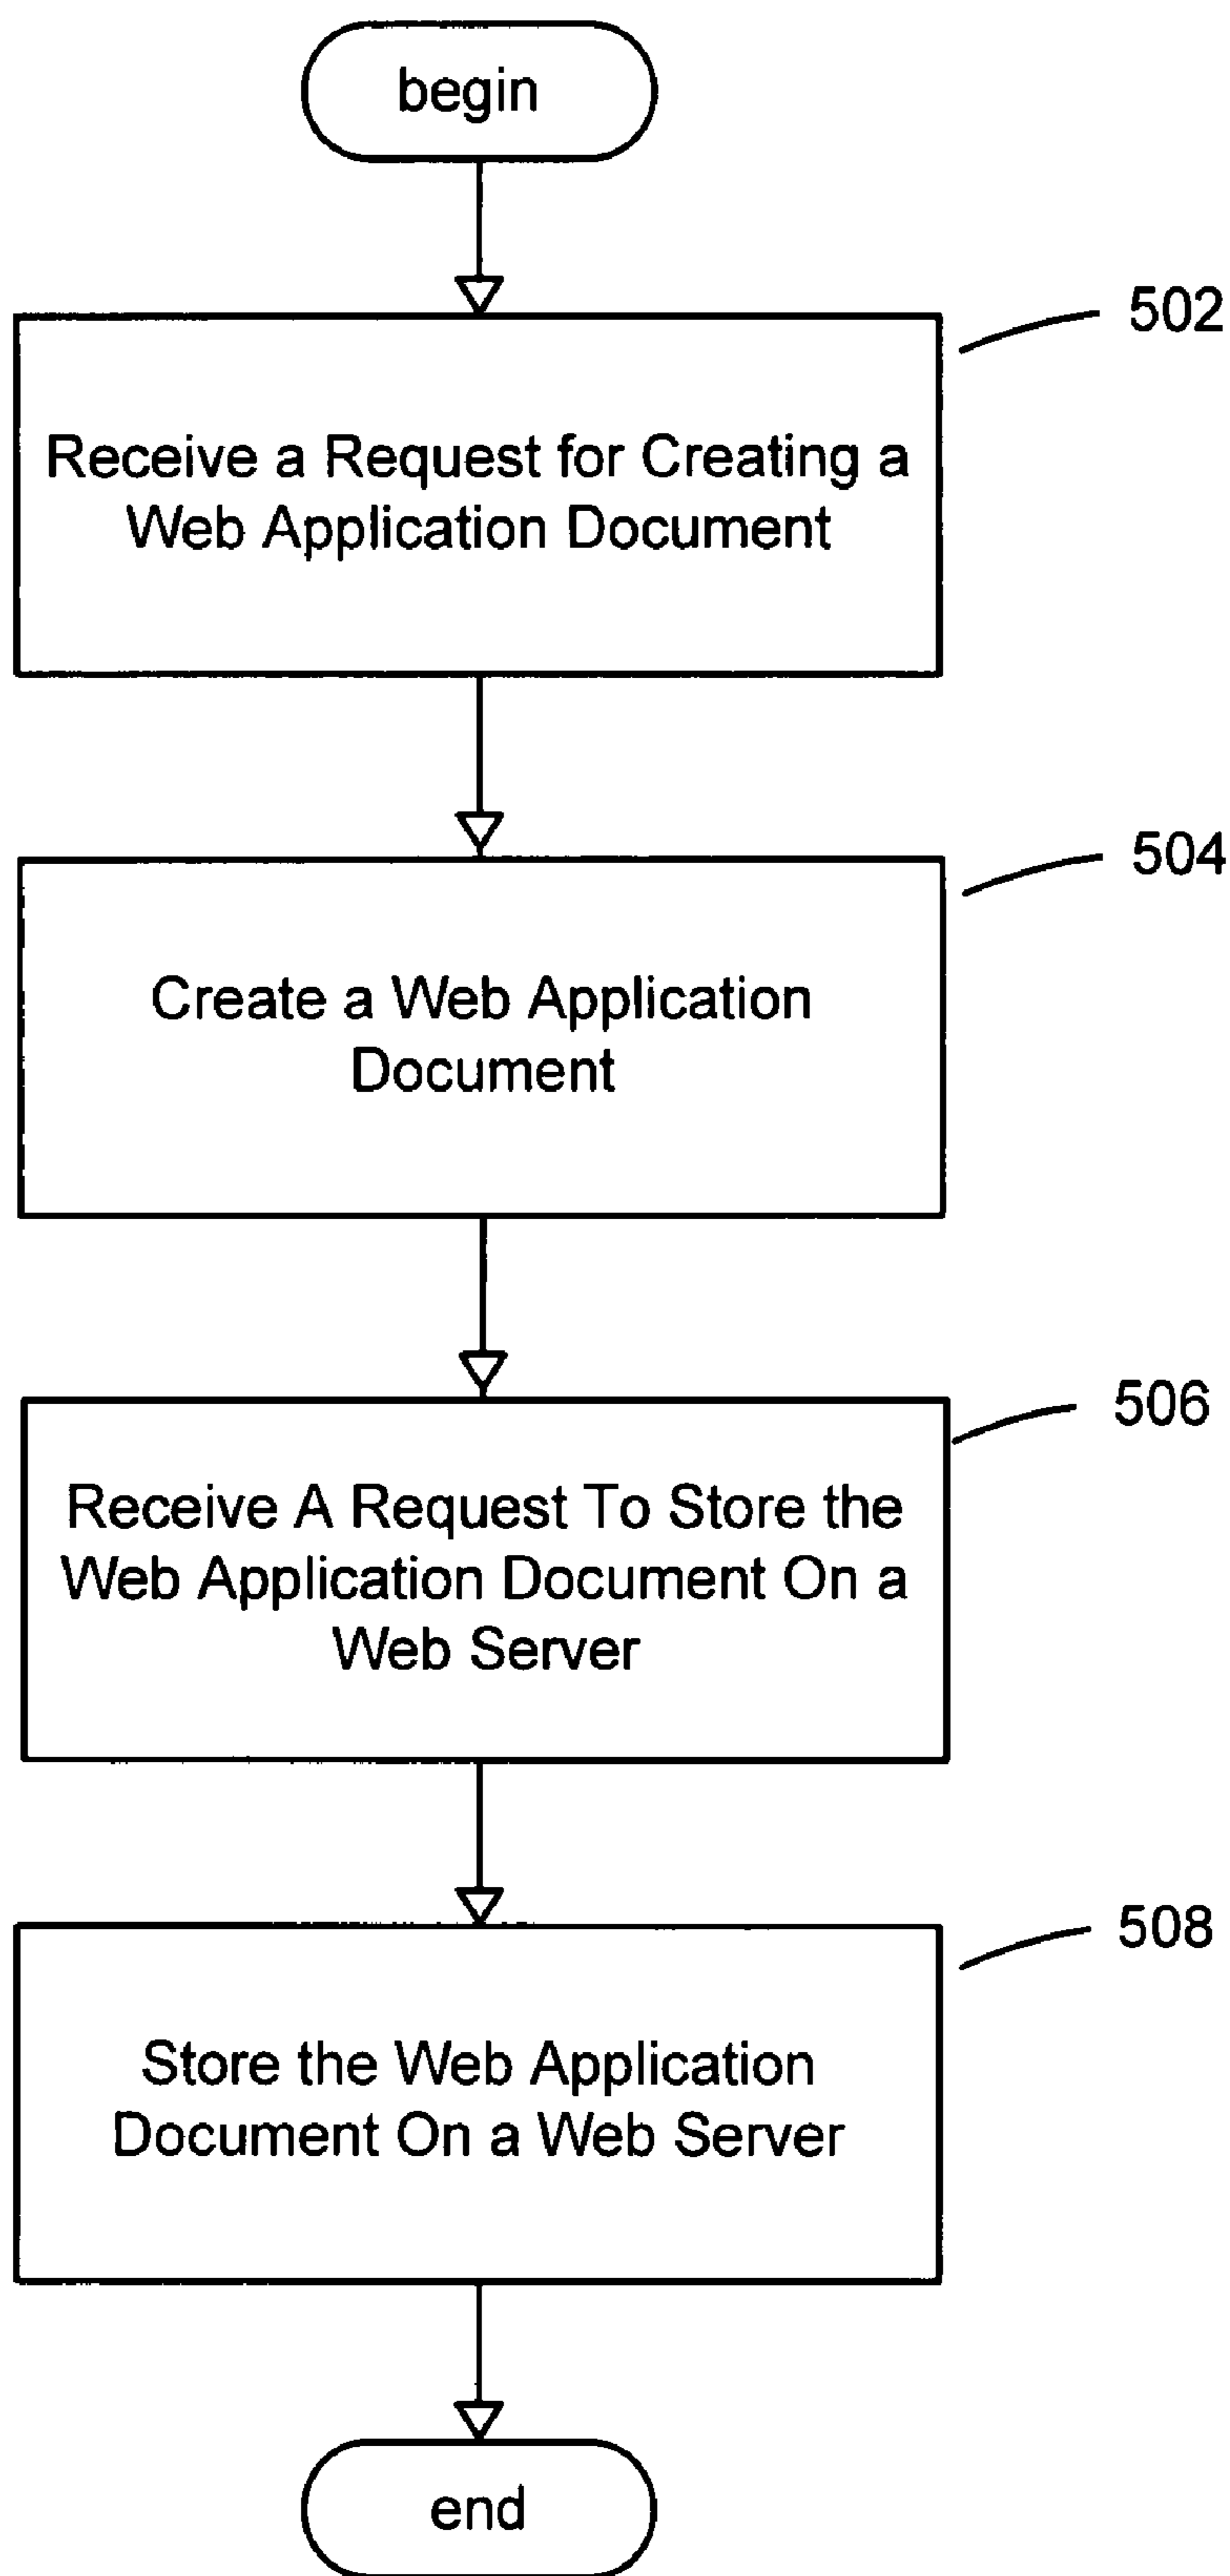 begin
502
Receive a Request for Creating a
Web Application Document
504
Create a Web Application
Document
506
Receive A Request To Store the
Web Application Document On a
Web Server
508
Store the Web Application
Document On a Web Server
end